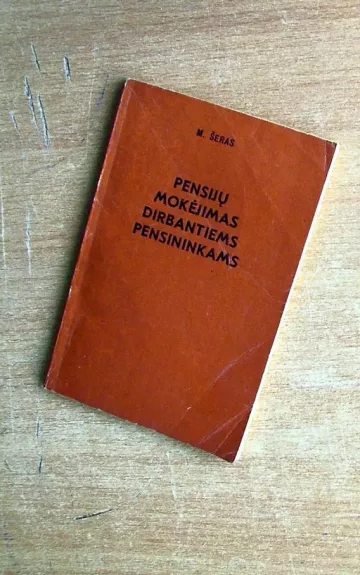 M. ŠERAS
PENSIJŲ
MOKĖJIMAS
DIRBANTIEMS
PENSININKAMS